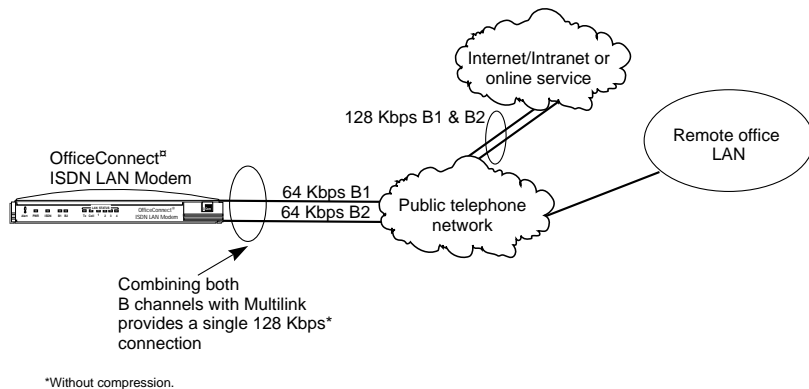 Internet/Intranet or
online service
128 Kbps B1 & B2
Remote office
LAN
OfficeConnect¤
ISDN LAN Modem
64 Kbps B1
64 Kbps B2
Public telephone
network
LAN STATUS
OfficeConnect
ISDN LAN Modem
Combining both
B channels with Multilink
provides a single 128 Kbps*
connection
*Without compression.